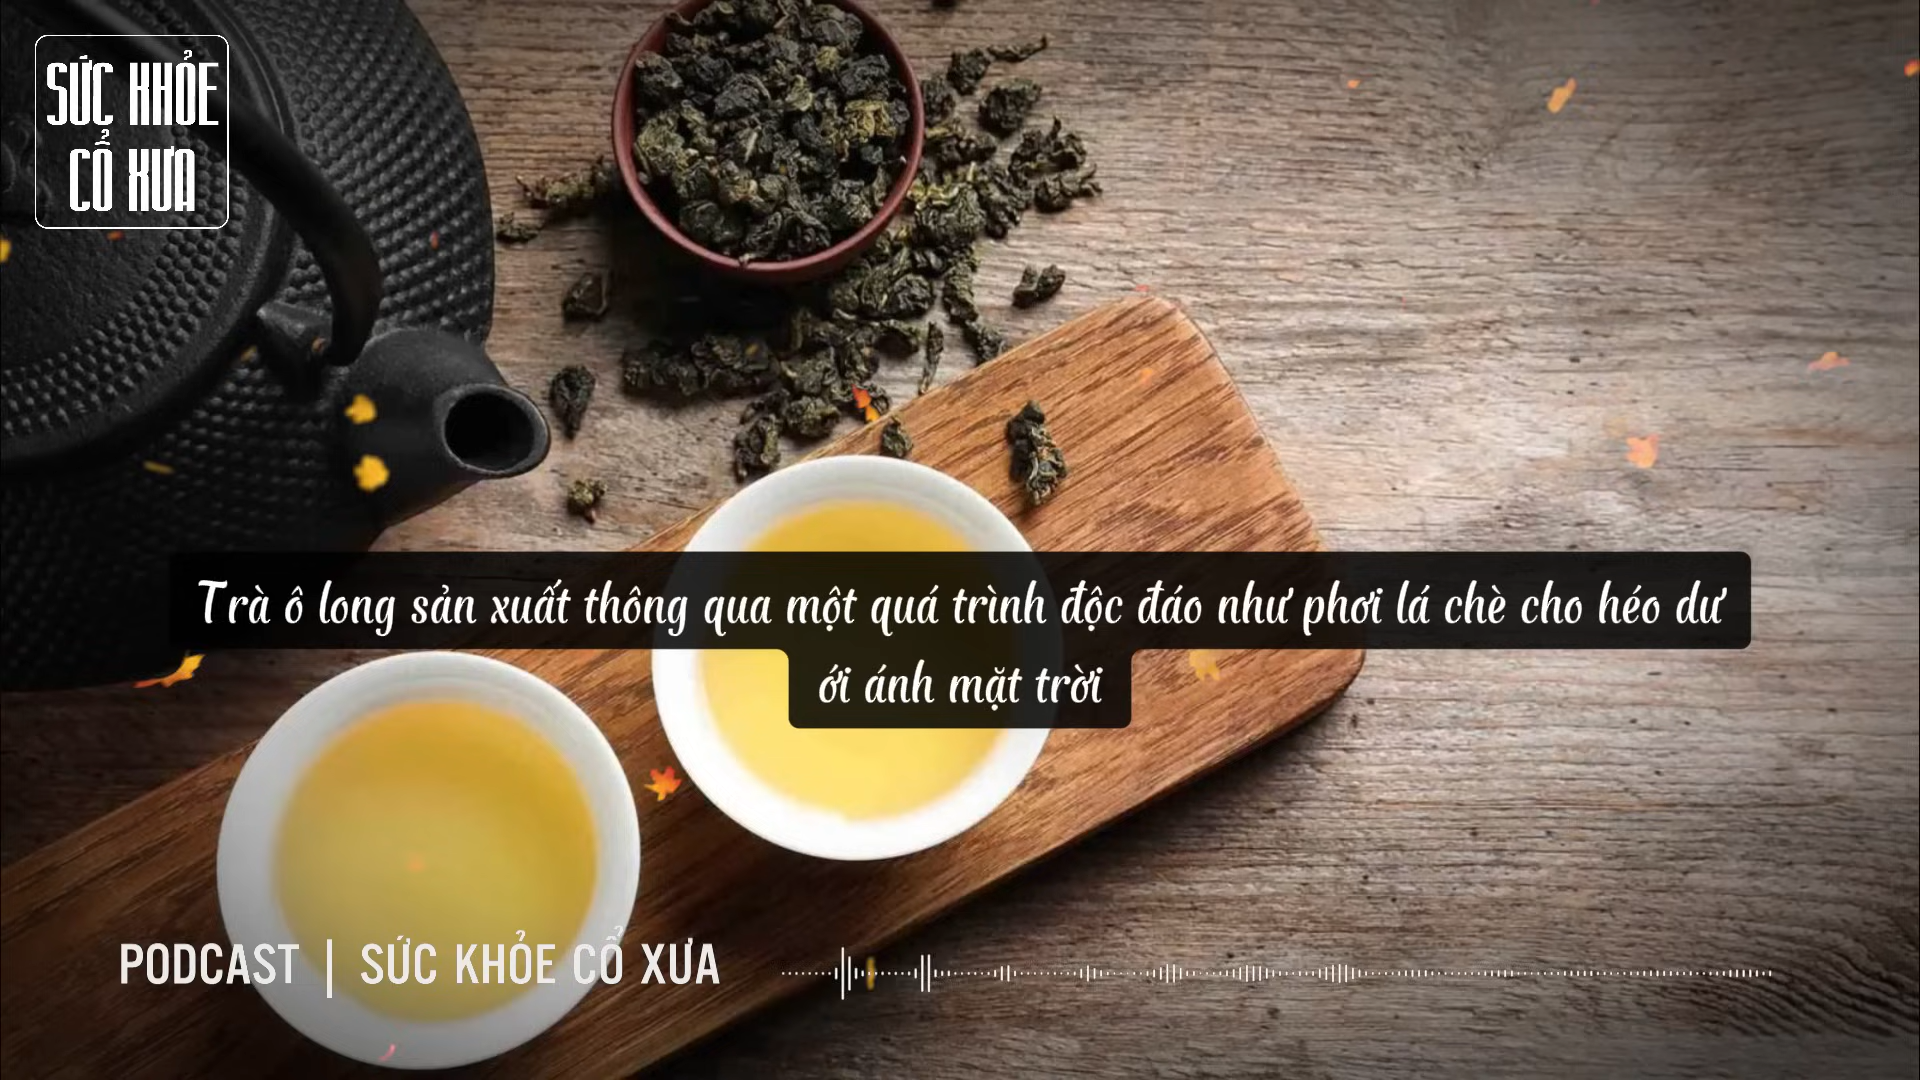 SỨC KHỎE
CỔ XƯA
Trà ô long sản xuất thông qua một quá trình độc đáo như phơi lá chè cho héo dư
ới ánh mặt trời
PODCAST | SỨC KHỎE CỔ XƯA